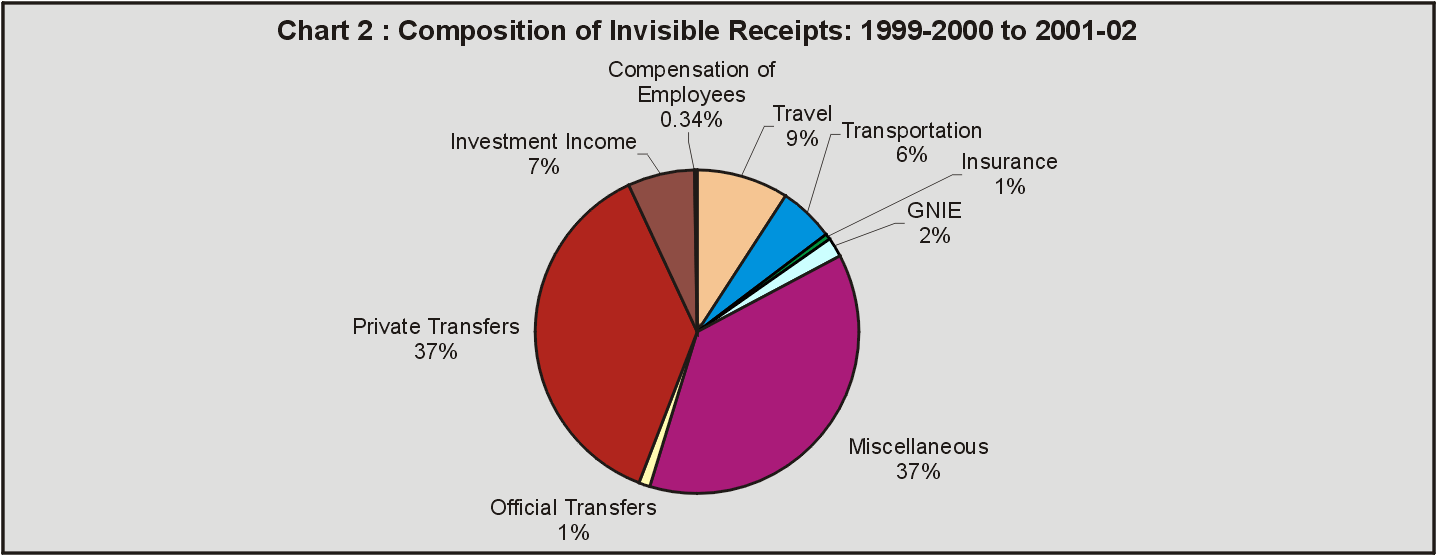 Chart 2 : Composition of Invisible Receipts: 1999-2000 to 2001-02
Compensation of
Employees
0.34%
Travel
9%
Transportation
6%
Insurance
1%
GNIE
2%
Miscellaneous
37%
Official Transfers
1%
Private Transfers
37%
Investment Income
7%